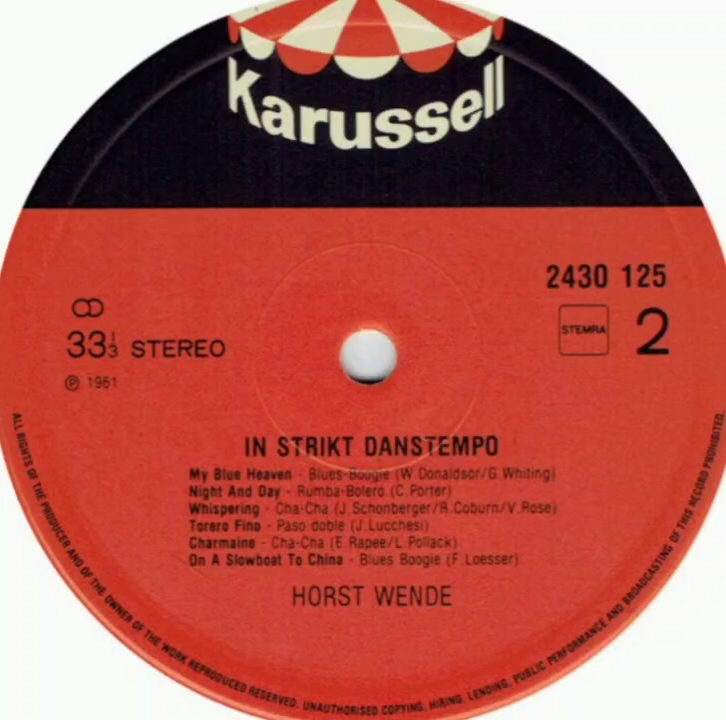 Karussell
2430 125
STEMRA
2
33 1/3 STEREO
℗ 1961
IN STRIKT DANSTEMPO
My Blue Heaven - Blues-Boogie (W.Donaldsor/G.Whiting)
Night And Day - Rumba-Bolero (C.Porter)
Whispering - Cha-Cha (J.Schonberger/R.Coburn/V.Rose)
Torero Fino - Paso doble (J.Lucchesi)
Charmaine - Cha-Cha (E.Rapee/L.Pollack)
On A Slowboat To China - Blues Boogie (F.Loesser)
HORST WENDE
ALL RIGHTS OF THE PRODUCER AND OF THE OWNER OF THE WORK REPRODUCED RESERVED. UNAUTHORISED COPYING, HIRING, LENDING, PUBLIC PERFORMANCE AND BROADCASTING OF THIS RECORD PROHIBITED.